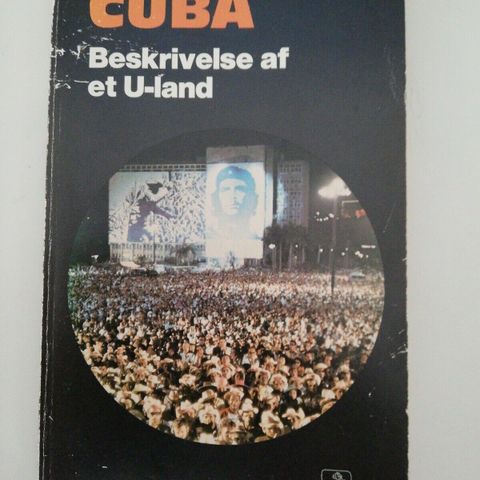 CUBA
Beskrivelse af
et U-land